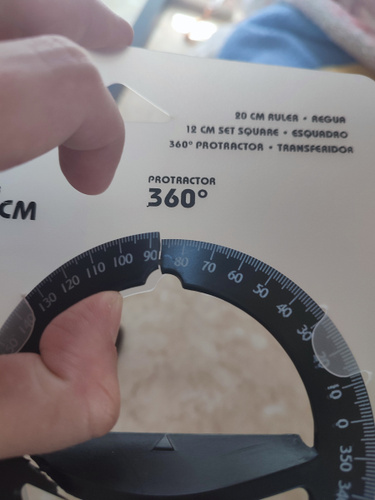 20 CM RULER • REGUA
12 CM SET SQUARE • ESQUADRO
360° PROTRACTOR • TRANSFERIDOR
PROTRACTOR
360°
CM
130 120 110 100 90 80 70 60 50 40 30
10 0 350